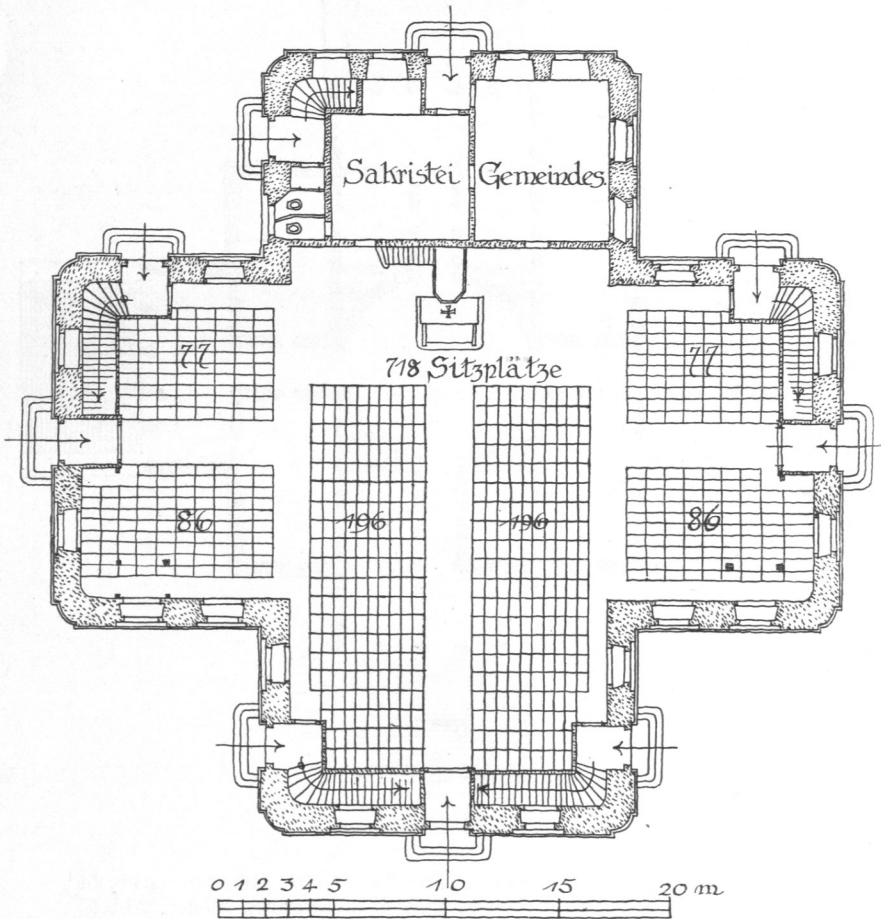 Sakristei Gemeindes.
718 Sitzplätze
77 77
86 196 196 86
0 1 2 3 4 5 10 15 20 m